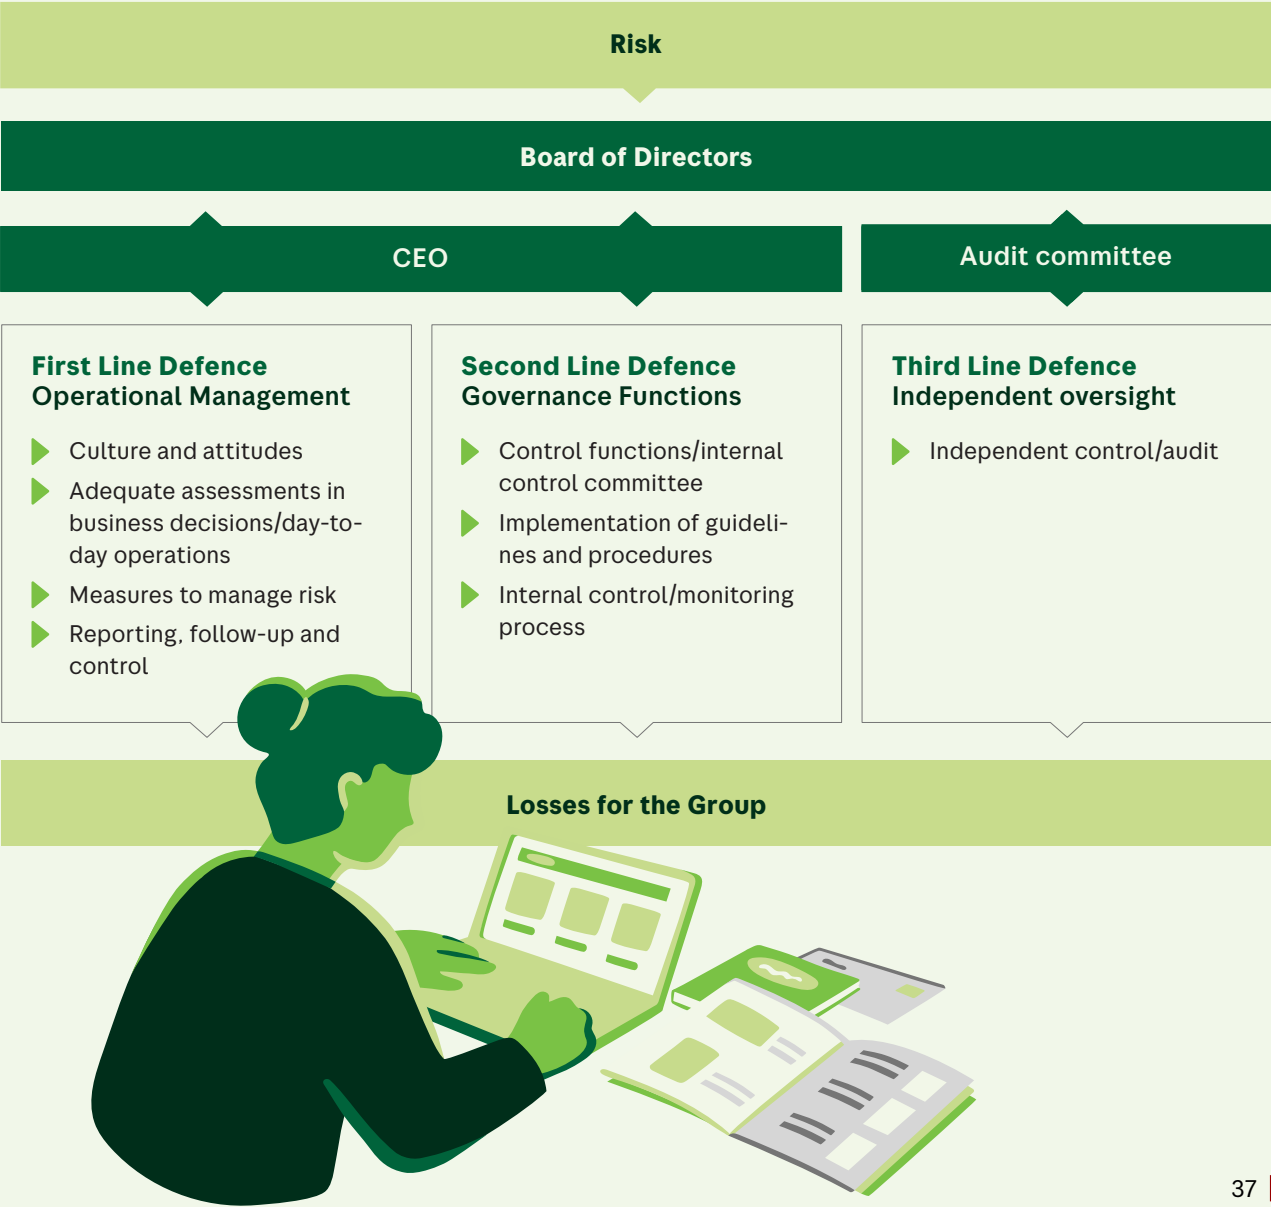 Risk
Board of Directors
CEO
Audit committee
First Line Defence
Operational Management
Culture and attitudes
Adequate assessments in
business decisions/day-to-
day operations
Measures to manage risk
Reporting, follow-up and
control
Second Line Defence
Governance Functions
Control functions/internal
control committee
Implementation of guideli-
nes and procedures
Internal control/monitoring
process
Third Line Defence
Independent oversight
Independent control/audit
Losses for the Group
37